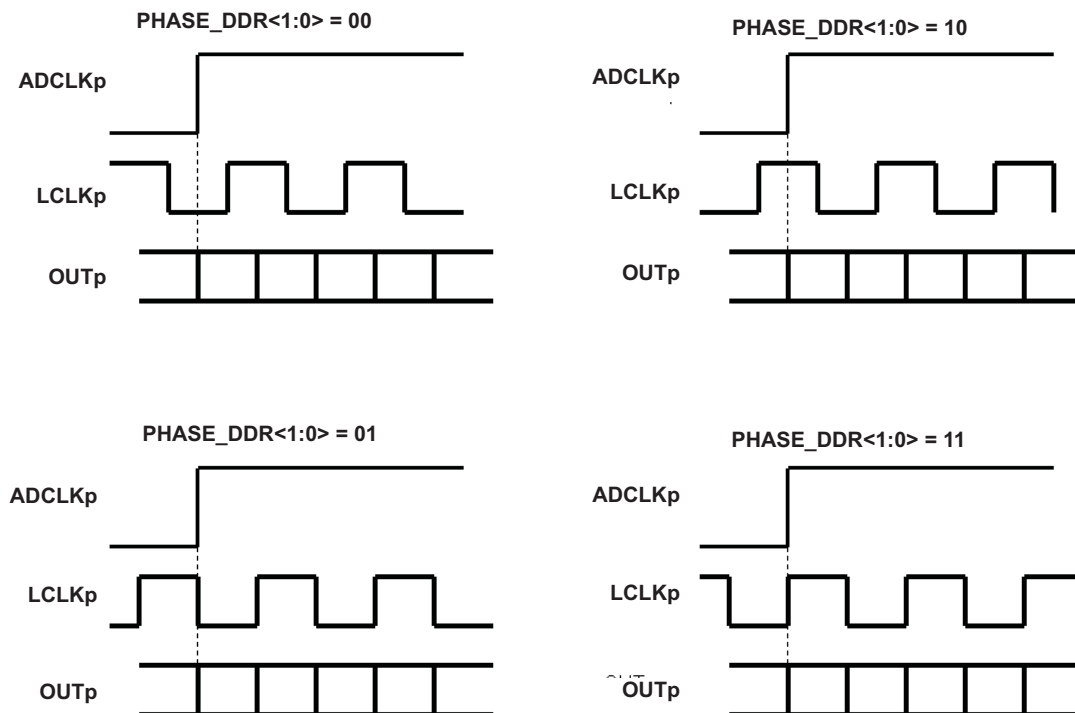 PHASE_DDR<1:0> = 00
ADCLKp
LCLKp
OUTp
PHASE_DDR<1:0> = 10
ADCLKp
LCLKp
OUTp
PHASE_DDR<1:0> = 01
ADCLKp
LCLKp
OUTp
PHASE_DDR<1:0> = 11
ADCLKp
LCLKp
OUTp